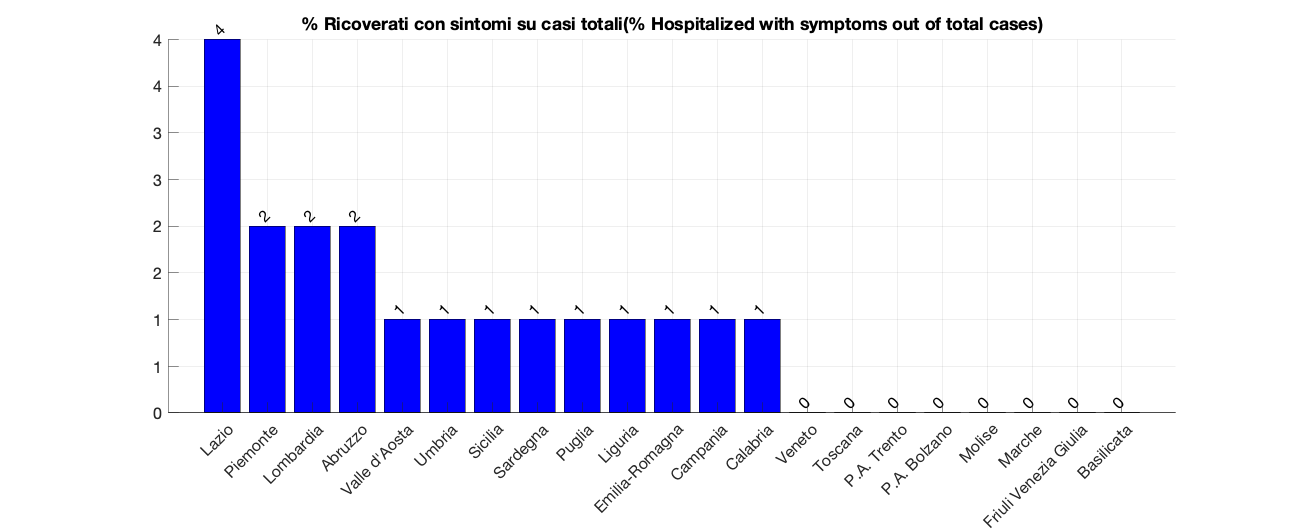 % Ricoverati con sintomi su casi totali(% Hospitalized with symptoms out of total cases)
4
4
3
3
2
2
1
1
0
4
2
2
2
1
1
1
1
1
1
1
1
1
0
0
0
0
0
0
0
0
Lazio
Piemonte
Lombardia
Abruzzo
Valle d'Aosta
Umbria
Sicilia
Sardegna
Puglia
Liguria
Emilia-Romagna
Campania
Calabria
Veneto
Toscana
P.A. Trento
P.A. Bolzano
Molise
Marche
Friuli Venezia Giulia
Basilicata